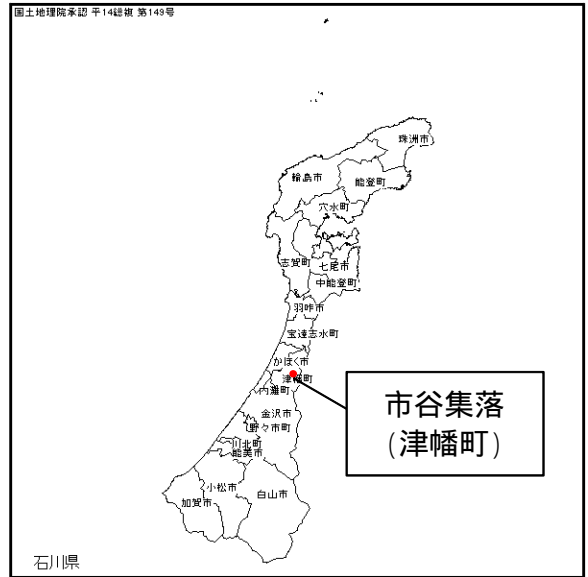 国土地理院承認 平14総複 第149号
珠洲市
輪島市
能登町
穴水町
志賀町
七尾市
中能登町
羽咋市
宝達志水町
かほく市
津幡町
内灘町
金沢市
野々市町
川北町
能美市
小松市
白山市
加賀市
市谷集落
(津幡町)
石川県